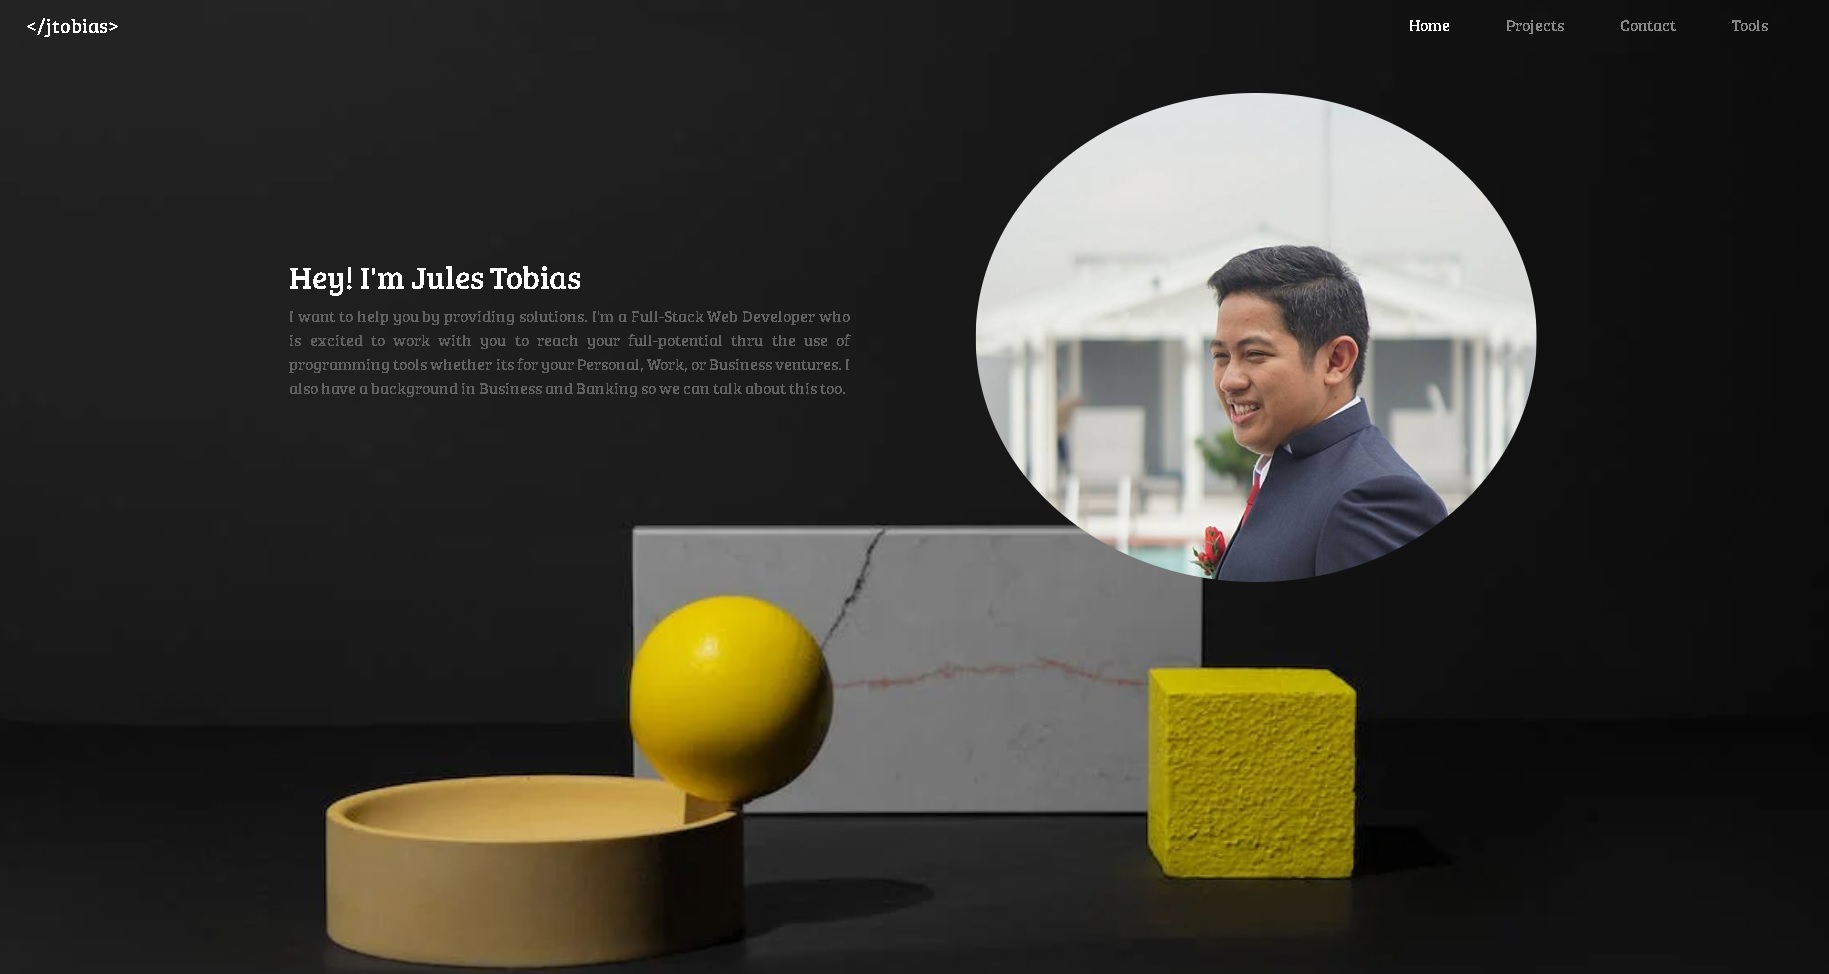 </jtobias>
Home Projects Contact Tools
Hey! I'm Jules Tobias
I want to help you by providing solutions. I'm a Full-Stack Web Developer who
is excited to work with you to reach your full-potential thru the use of
programming tools whether its for your Personal, Work, or Business ventures. I
also have a background in Business and Banking so we can talk about this too.